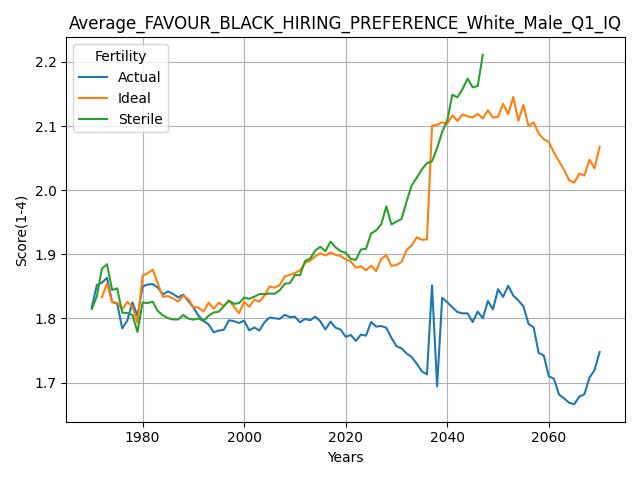 Average_FAVOUR_BLACK_HIRING_PREFERENCE_White_Male_Q1_IQ
Fertility
Actual
Ideal
Sterile
Score(1-4)
2.2
2.1
2.0
1.9
1.8
1.7
1980
2000
2020
2040
2060
Years